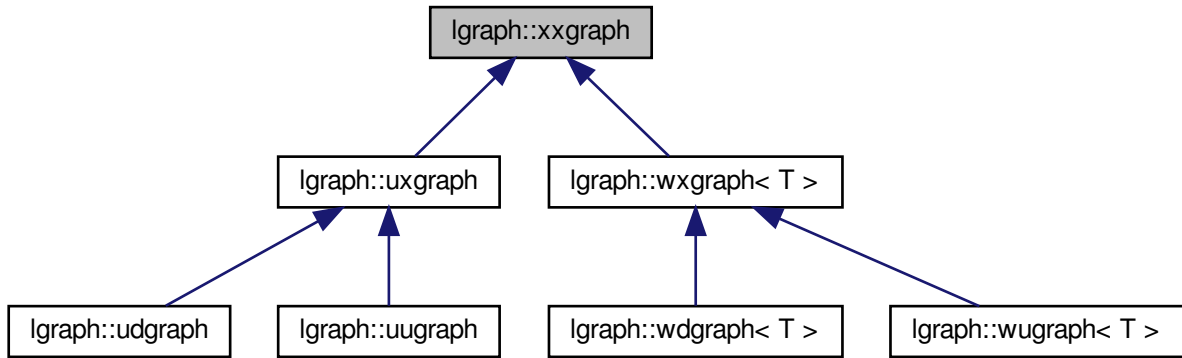 lgraph::xxgraph
lgraph::uxgraph
lgraph::wxgraph< T >
lgraph::udgraph
lgraph::uugraph
lgraph::wdgraph< T >
lgraph::wugraph< T >